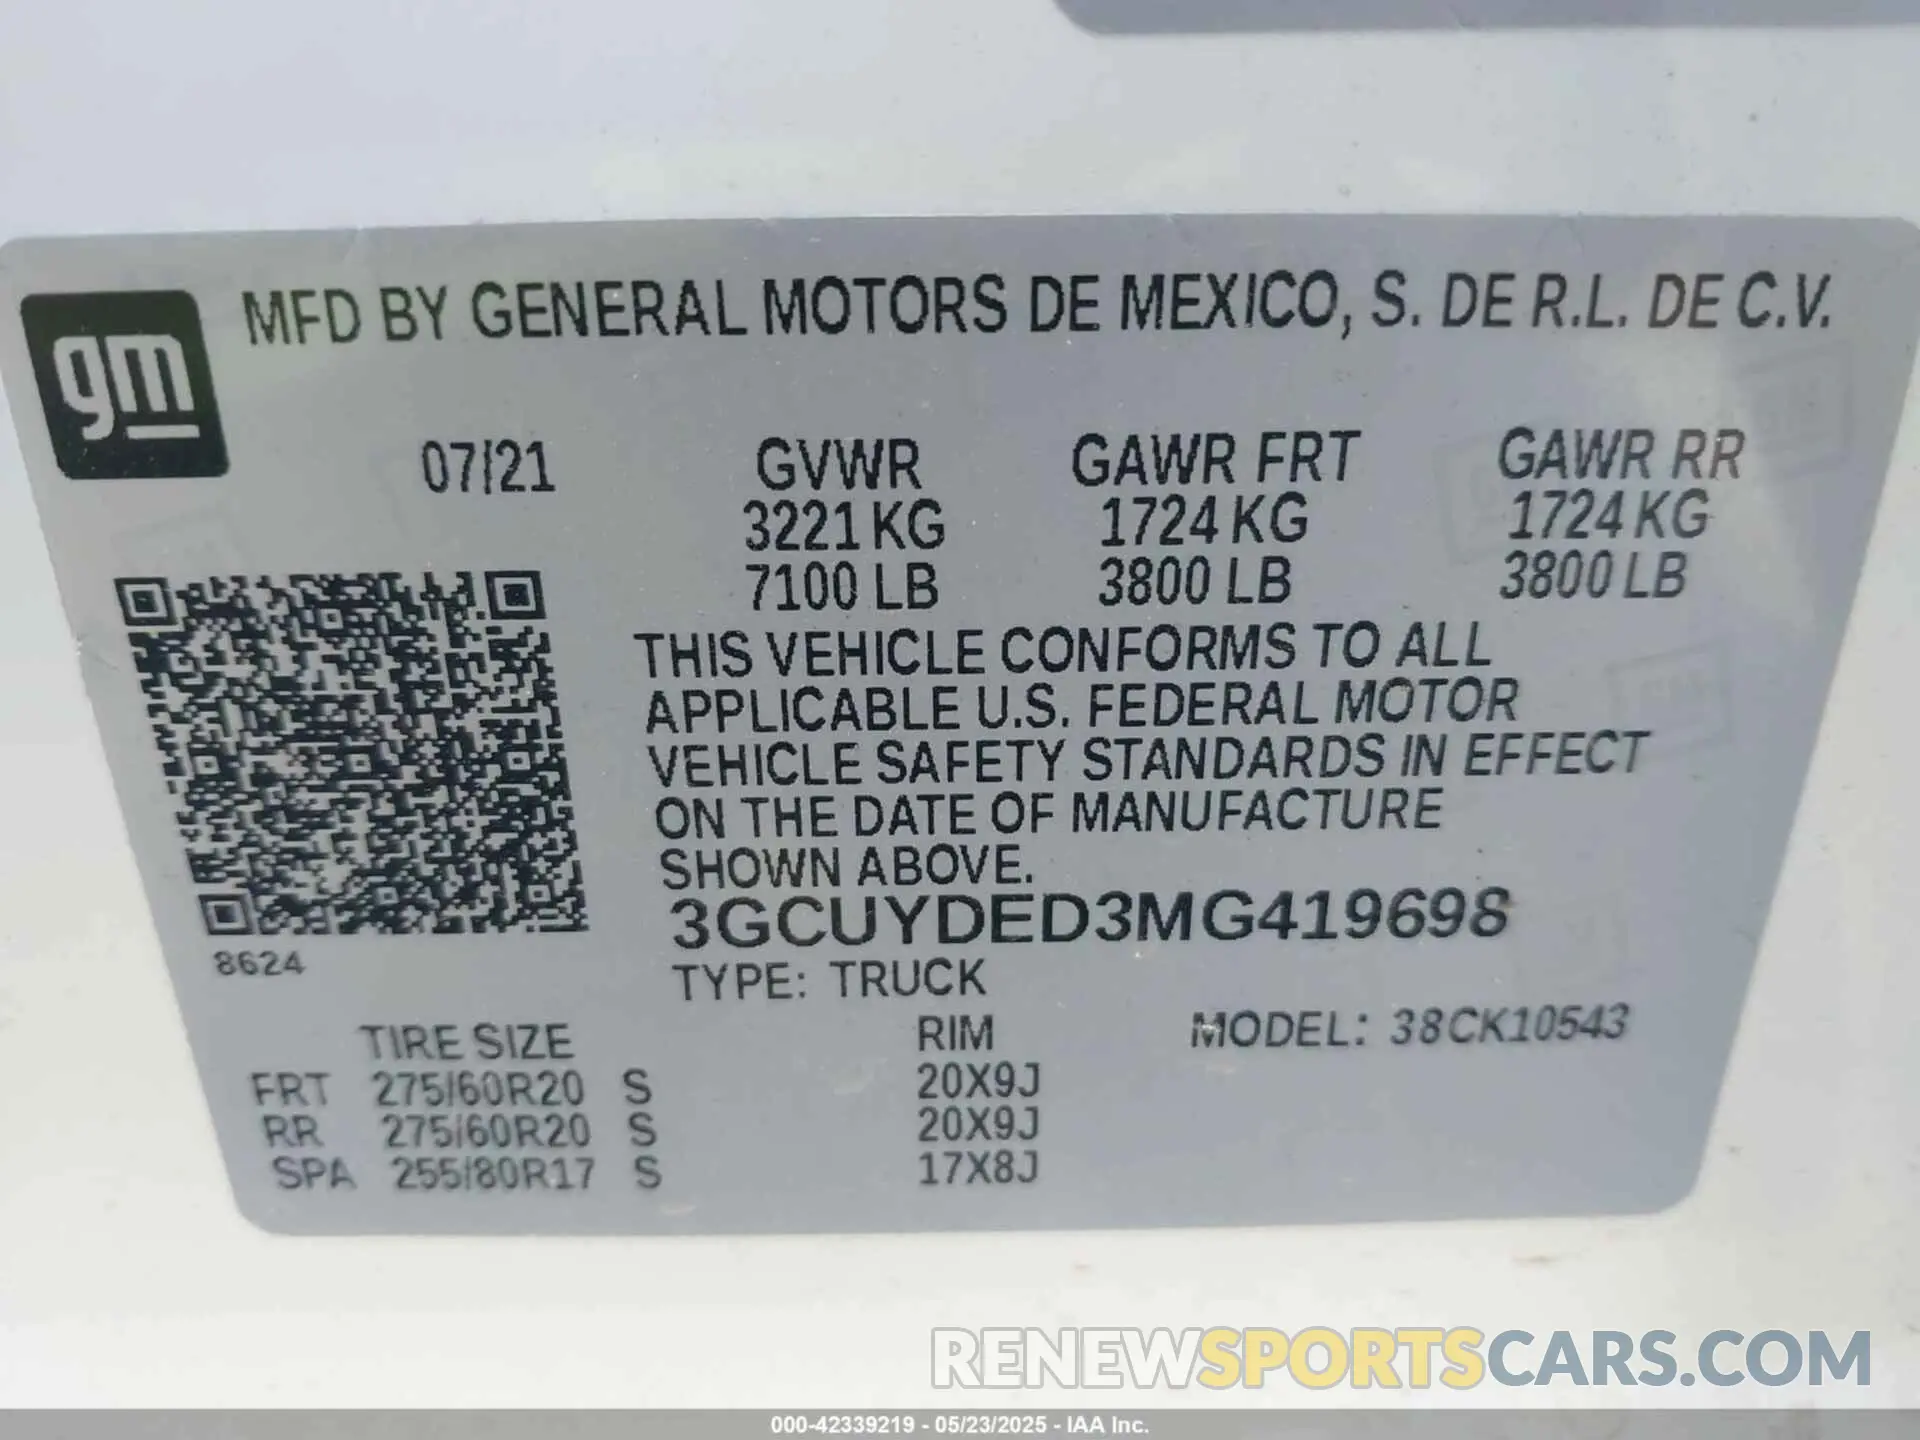 gm
MFD BY GENERAL MOTORS DE MEXICO, S. DE R.L. DE C.V.
07/21 GVWR GAWR FRT GAWR RR
3221 KG 1724 KG 1724 KG
7100 LB 3800 LB 3800 LB
THIS VEHICLE CONFORMS TO ALL
APPLICABLE U.S. FEDERAL MOTOR
VEHICLE SAFETY STANDARDS IN EFFECT
ON THE DATE OF MANUFACTURE
SHOWN ABOVE.
3GCUYDED3MG419698
8624
TYPE: TRUCK
TIRE SIZE RIM MODEL: 38CK10543
FRT 275/60R20 S 20X9J
RR 275/60R20 S 20X9J
SPA 255/80R17 S 17X8J
RENEWSPORTSCARS.COM
000-42339219 - 05/23/2025 - IAA Inc.